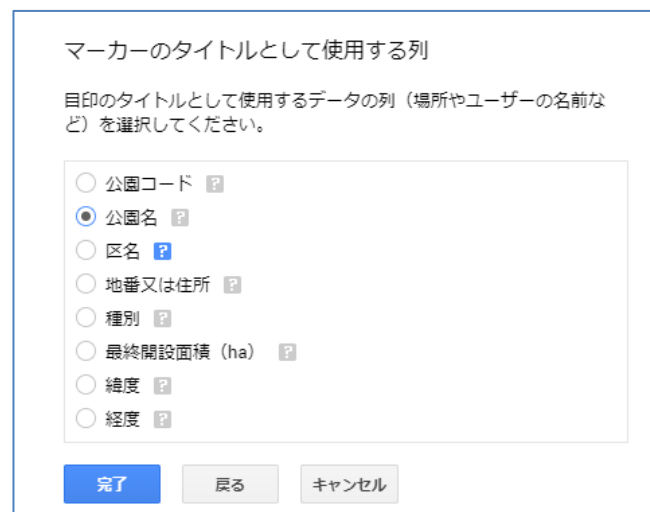 マーカーのタイトルとして使用する列
目印のタイトルとして使用するデータの列（場所やユーザーの名前な
ど）を選択してください。
公園コード ?
公園名 ?
区名 ?
地番又は住所 ?
種別 ?
最終開設面積（ha） ?
緯度 ?
経度 ?
完了 戻る キャンセル